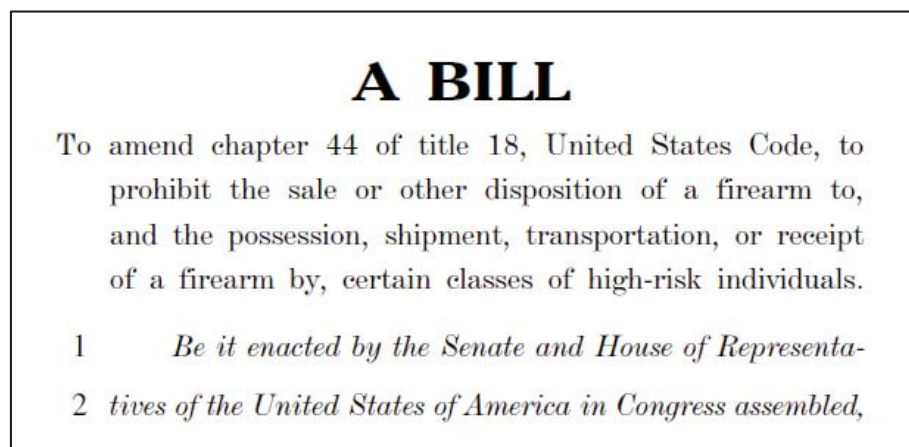 A BILL
To amend chapter 44 of title 18, United States Code, to
prohibit the sale or other disposition of a firearm to,
and the possession, shipment, transportation, or receipt
of a firearm by, certain classes of high-risk individuals.
1 Be it enacted by the Senate and House of Representa-
2 tives of the United States of America in Congress assembled,